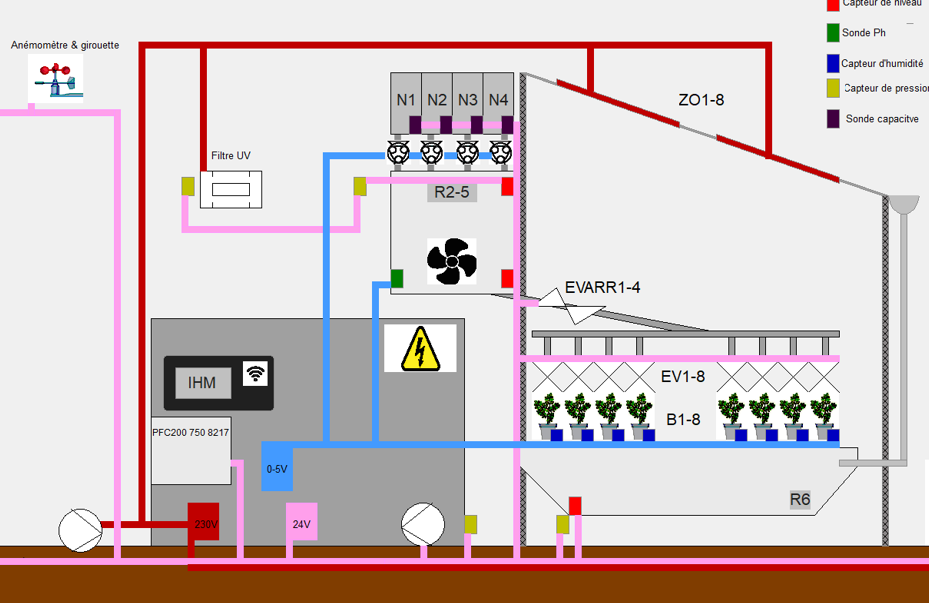 Capteur de niveau
Sonde Ph
Anémomètre & girouette
Capteur d'humidité
Capteur de pression
N1 N2 N3 N4
ZO1-8
Sonde capacitve
Filtre UV
R2-5
EVARR1-4
IHM
EV1-8
B1-8
PFC200 750 8217
0-5V
R6
230V
24V